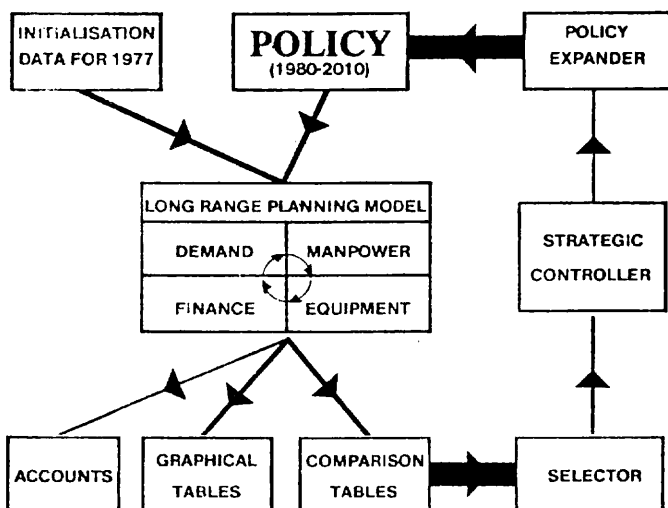 INITIALISATION
DATA FOR 1977
POLICY
(1980-2010)
POLICY
EXPANDER
LONG RANGE PLANNING MODEL
DEMAND
MANPOWER
FINANCE
EQUIPMENT
STRATEGIC
CONTROLLER
ACCOUNTS
GRAPHICAL
TABLES
COMPARISON
TABLES
SELECTOR